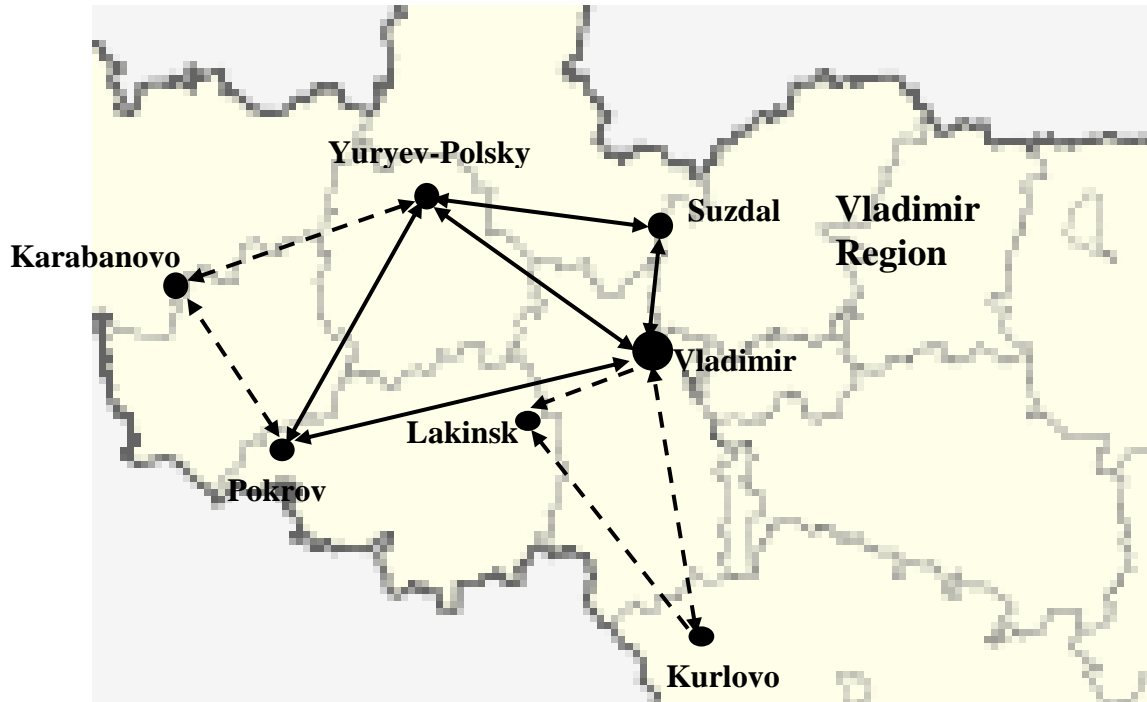 Yuryev-Polsky
Suzdal
Vladimir
Region
Karabanovo
Vladimir
Lakinsk
Pokrov
Kurlovo